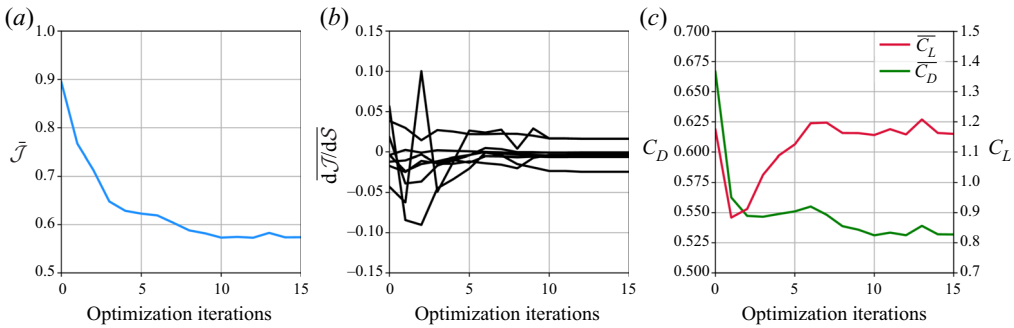 (a)
1.0
0.9
0.8
0.7
0.6
0.5
𝒥̄
0 5 10 15
Optimization iterations
(b)
0.15
0.10
0.05
0
−0.05
−0.10
−0.15
d𝒥/d𝒮
0 5 10 15
Optimization iterations
(c)
0.700
0.675
0.650
0.625
0.600
0.575
0.550
0.525
0.500
C_D
C_L
C_D
1.5
1.4
1.3
1.2
1.1
1.0
0.9
0.8
0.7
C_L
0 5 10 15
Optimization iterations